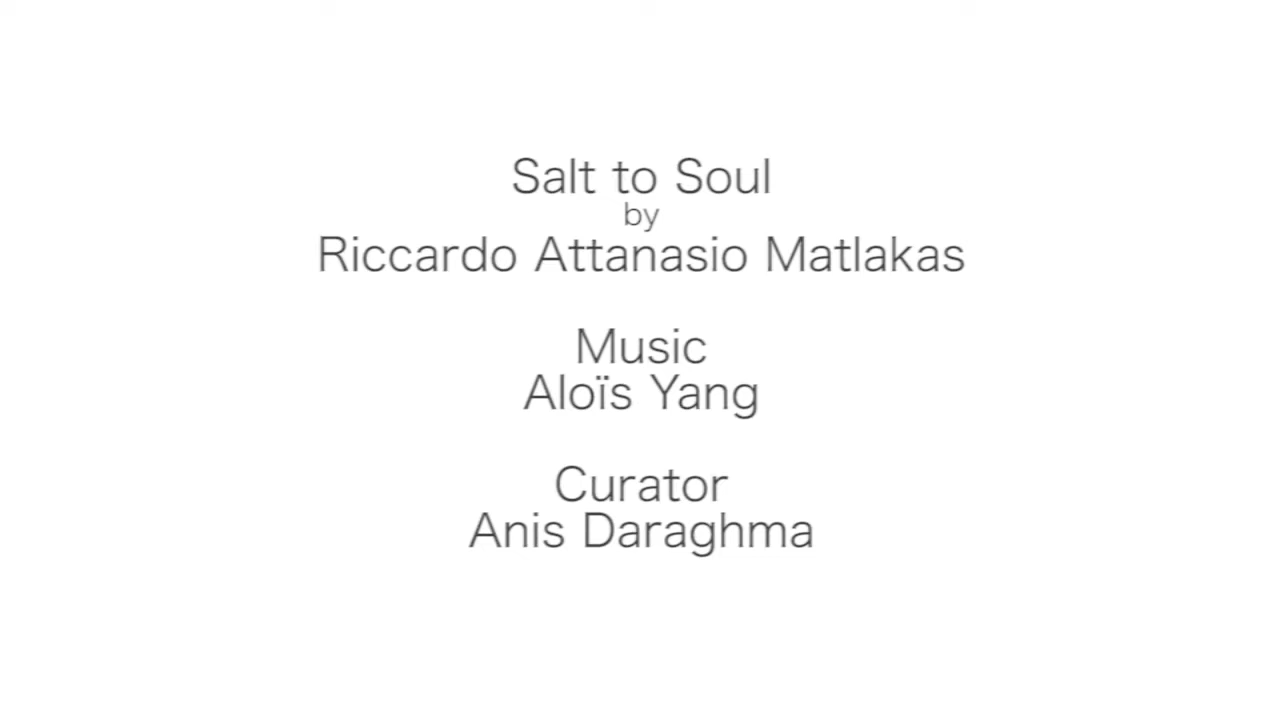 Salt to Soul
by
Riccardo Attanasio Matlakas
Music
Aloïs Yang
Curator
Anis Daraghma